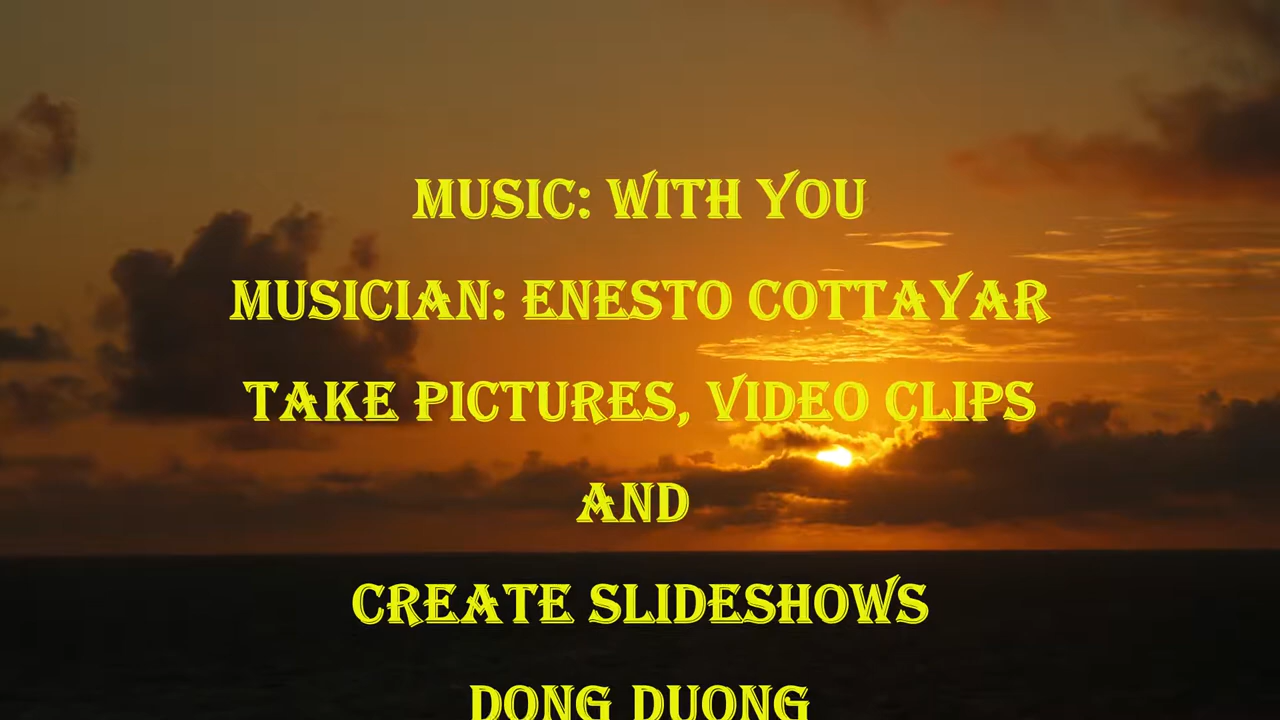 MUSIC: WITH YOU
MUSICIAN: ENESTO COTTAYAR
TAKE PICTURES, VIDEO CLIPS
AND
CREATE SLIDESHOWS
DONG DUONG